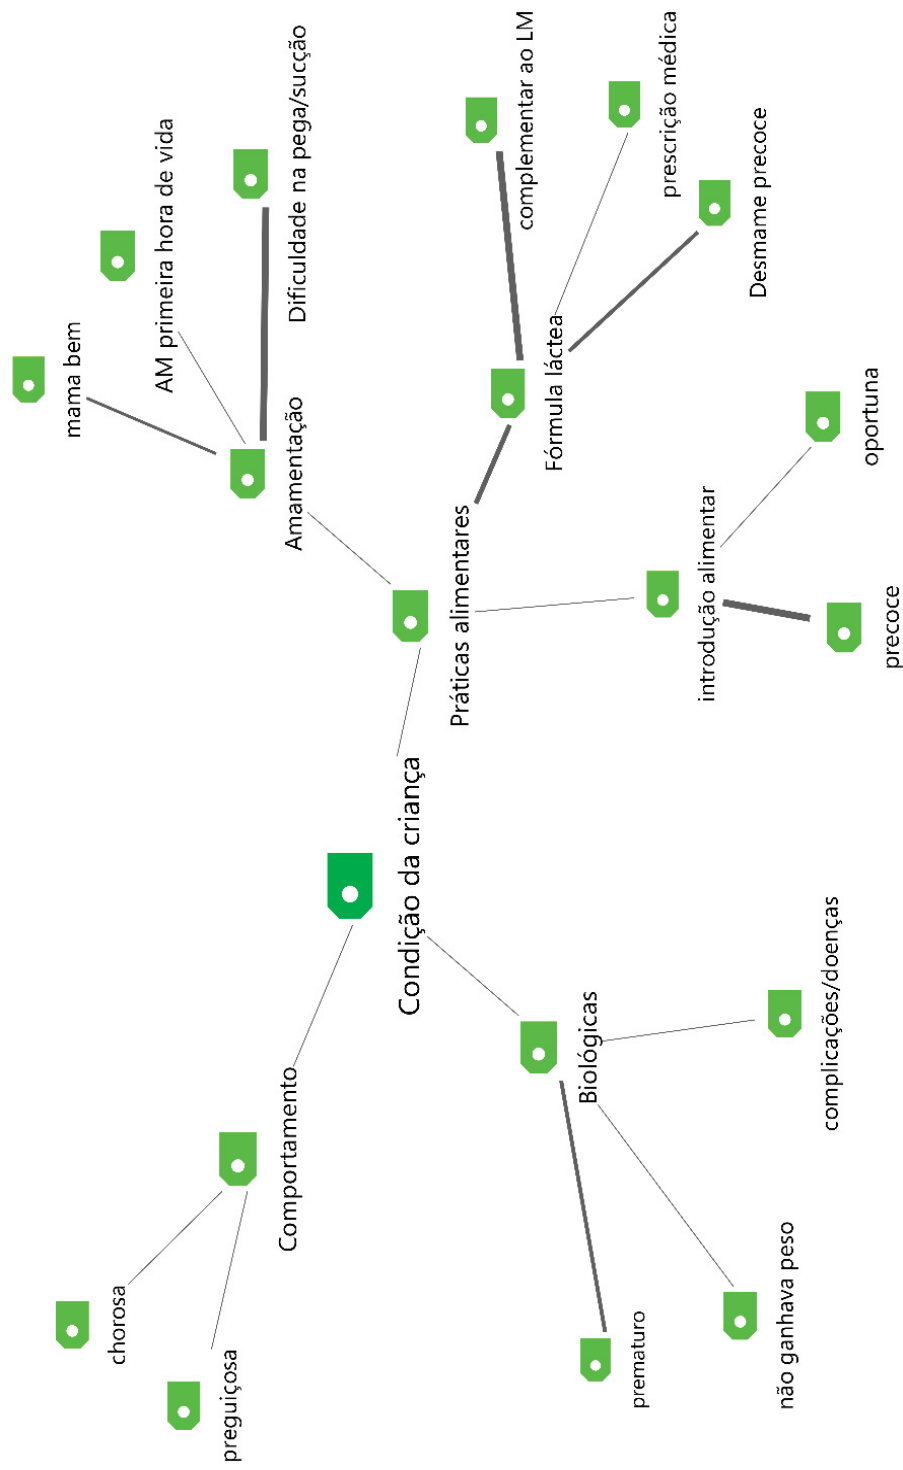 mama bem
chorosa
AM primeira hora de vida
preguiçosa
Comportamento
Amamentação
Dificuldade na pega/sucção
Condição da criança
Práticas alimentares
complementar ao LM
Fórmula láctea
Biológicas
prematuro
prescrição médica
introdução alimentar
Desmame precoce
não ganhava peso
complicações/doenças
oportuna
precoce